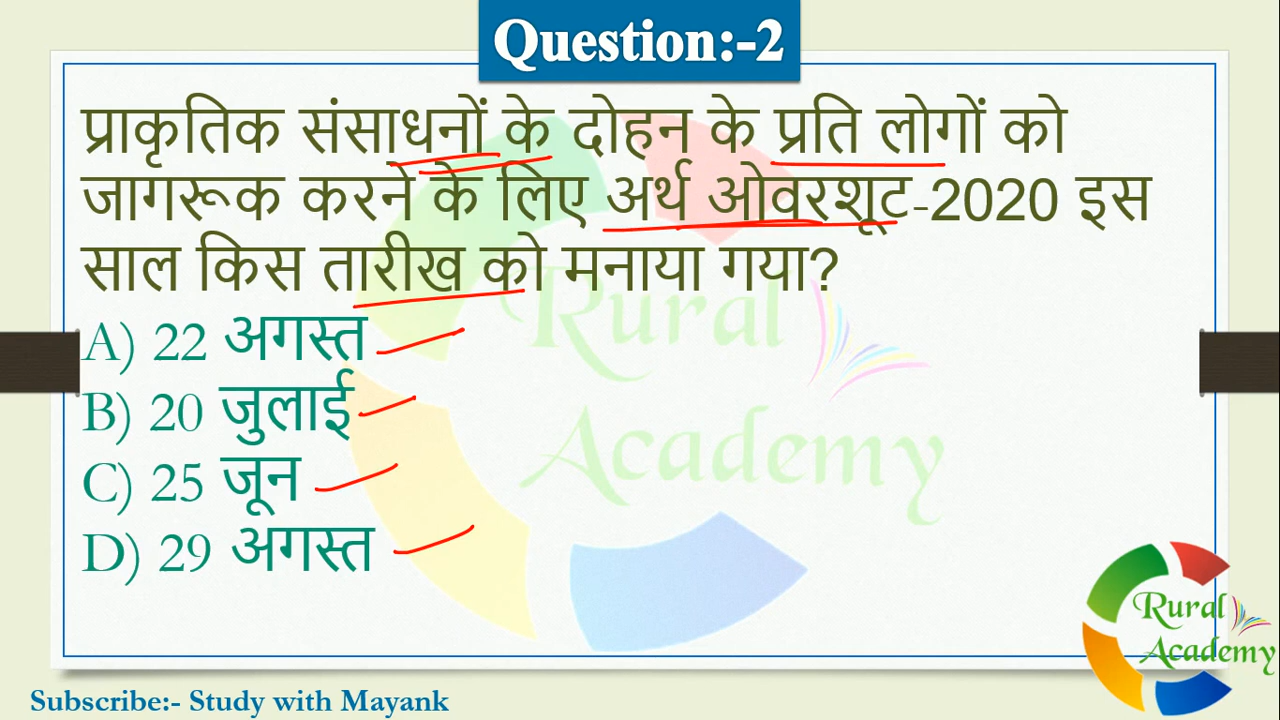 Question:-2
प्राकृतिक संसाधनों के दोहन के प्रति लोगों को
जागरूक करने के लिए अर्थ ओवरशूट-2020 इस
साल किस तारीख को मनाया गया?
A) 22 अगस्त
B) 20 जुलाई
C) 25 जून
D) 29 अगस्त
Rural
Academy
Rural
Academy
Subscribe:- Study with Mayank